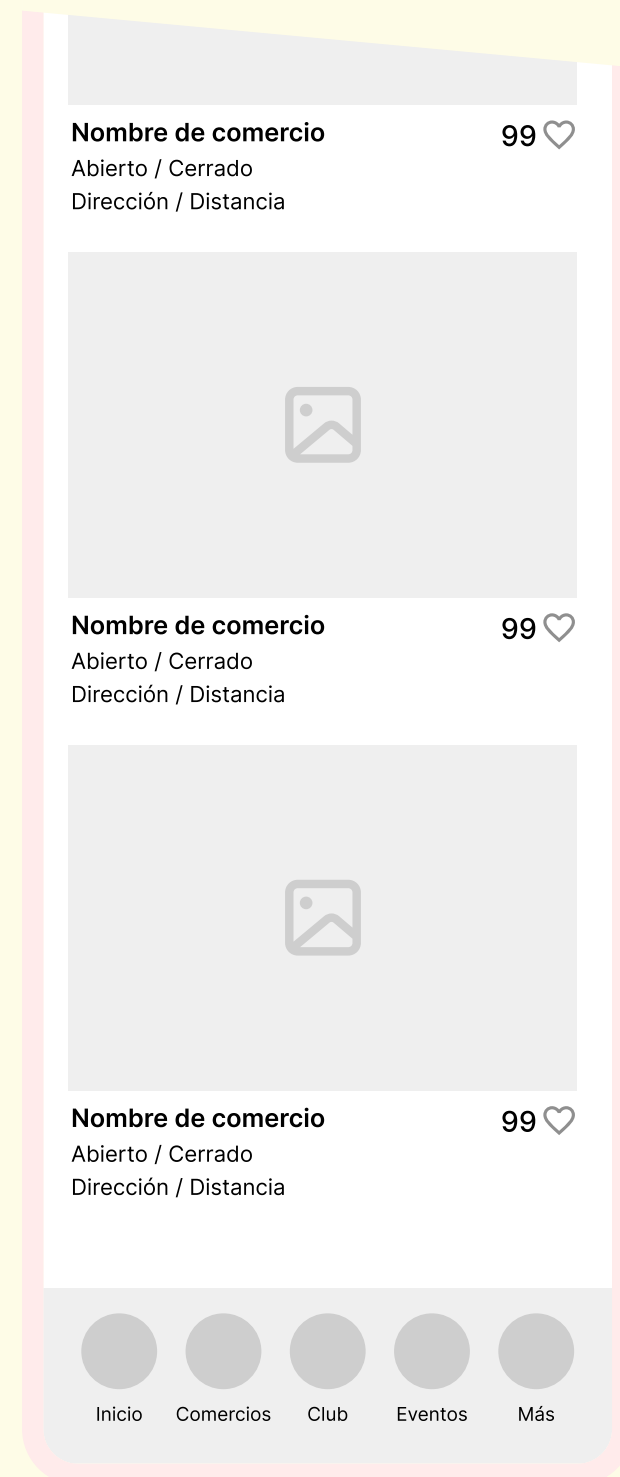 Nombre de comercio 99
Abierto / Cerrado
Dirección / Distancia
Nombre de comercio 99
Abierto / Cerrado
Dirección / Distancia
Nombre de comercio 99
Abierto / Cerrado
Dirección / Distancia
Inicio Comercios Club Eventos Más